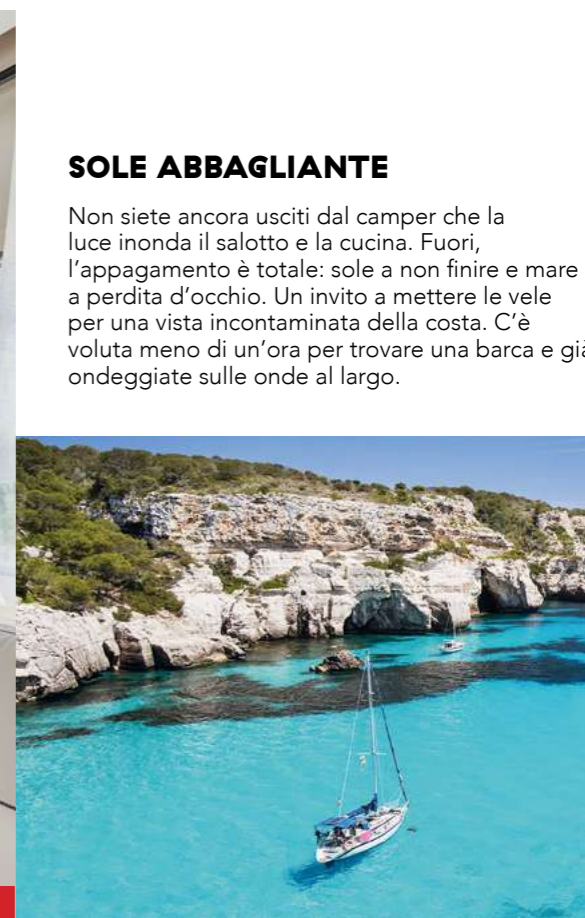 SOLE ABBAGLIANTE
Non siete ancora usciti dal camper che la
luce inonda il salotto e la cucina. Fuori,
l’appagamento è totale: sole a non finire e mare
a perdita d’occhio. Un invito a mettere le vele
per una vista incontaminata della costa. C’è
voluta meno di un’ora per trovare una barca e già
ondeggiate sulle onde al largo.